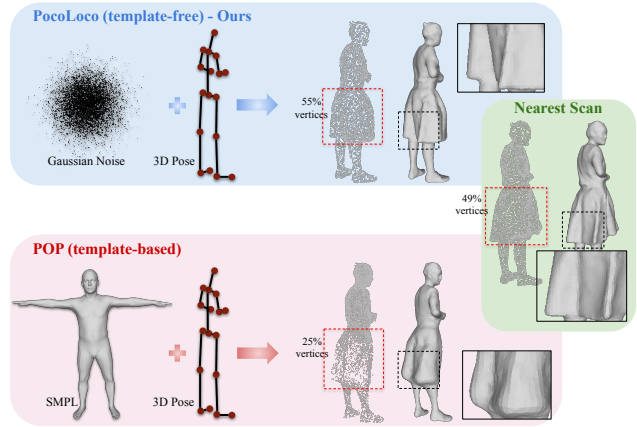 PocoLoco (template-free) - Ours
55%
vertices
Gaussian Noise
3D Pose
Nearest Scan
49%
vertices
POP (template-based)
25%
vertices
SMPL
3D Pose